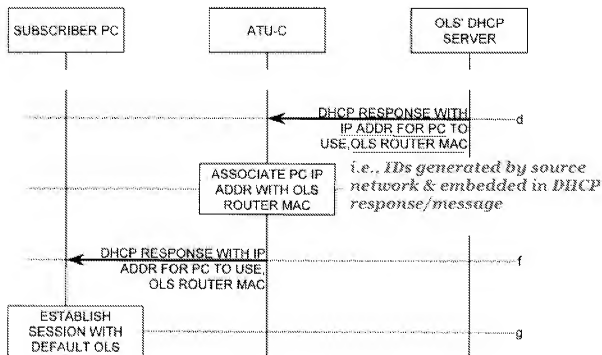 SUBSCRIBER PC
ATU-C
OLS' DHCP
SERVER
DHCP RESPONSE WITH
IP ADDR FOR PC TO
USE, OLS ROUTER MAC
d
ASSOCIATE PC IP
ADDR WITH OLS
ROUTER MAC
i.e., IDs generated by source
network & embedded in DHCP
response/message
DHCP RESPONSE WITH IP
ADDR FOR PC TO USE,
OLS ROUTER MAC
f
ESTABLISH
SESSION WITH
DEFAULT OLS
g